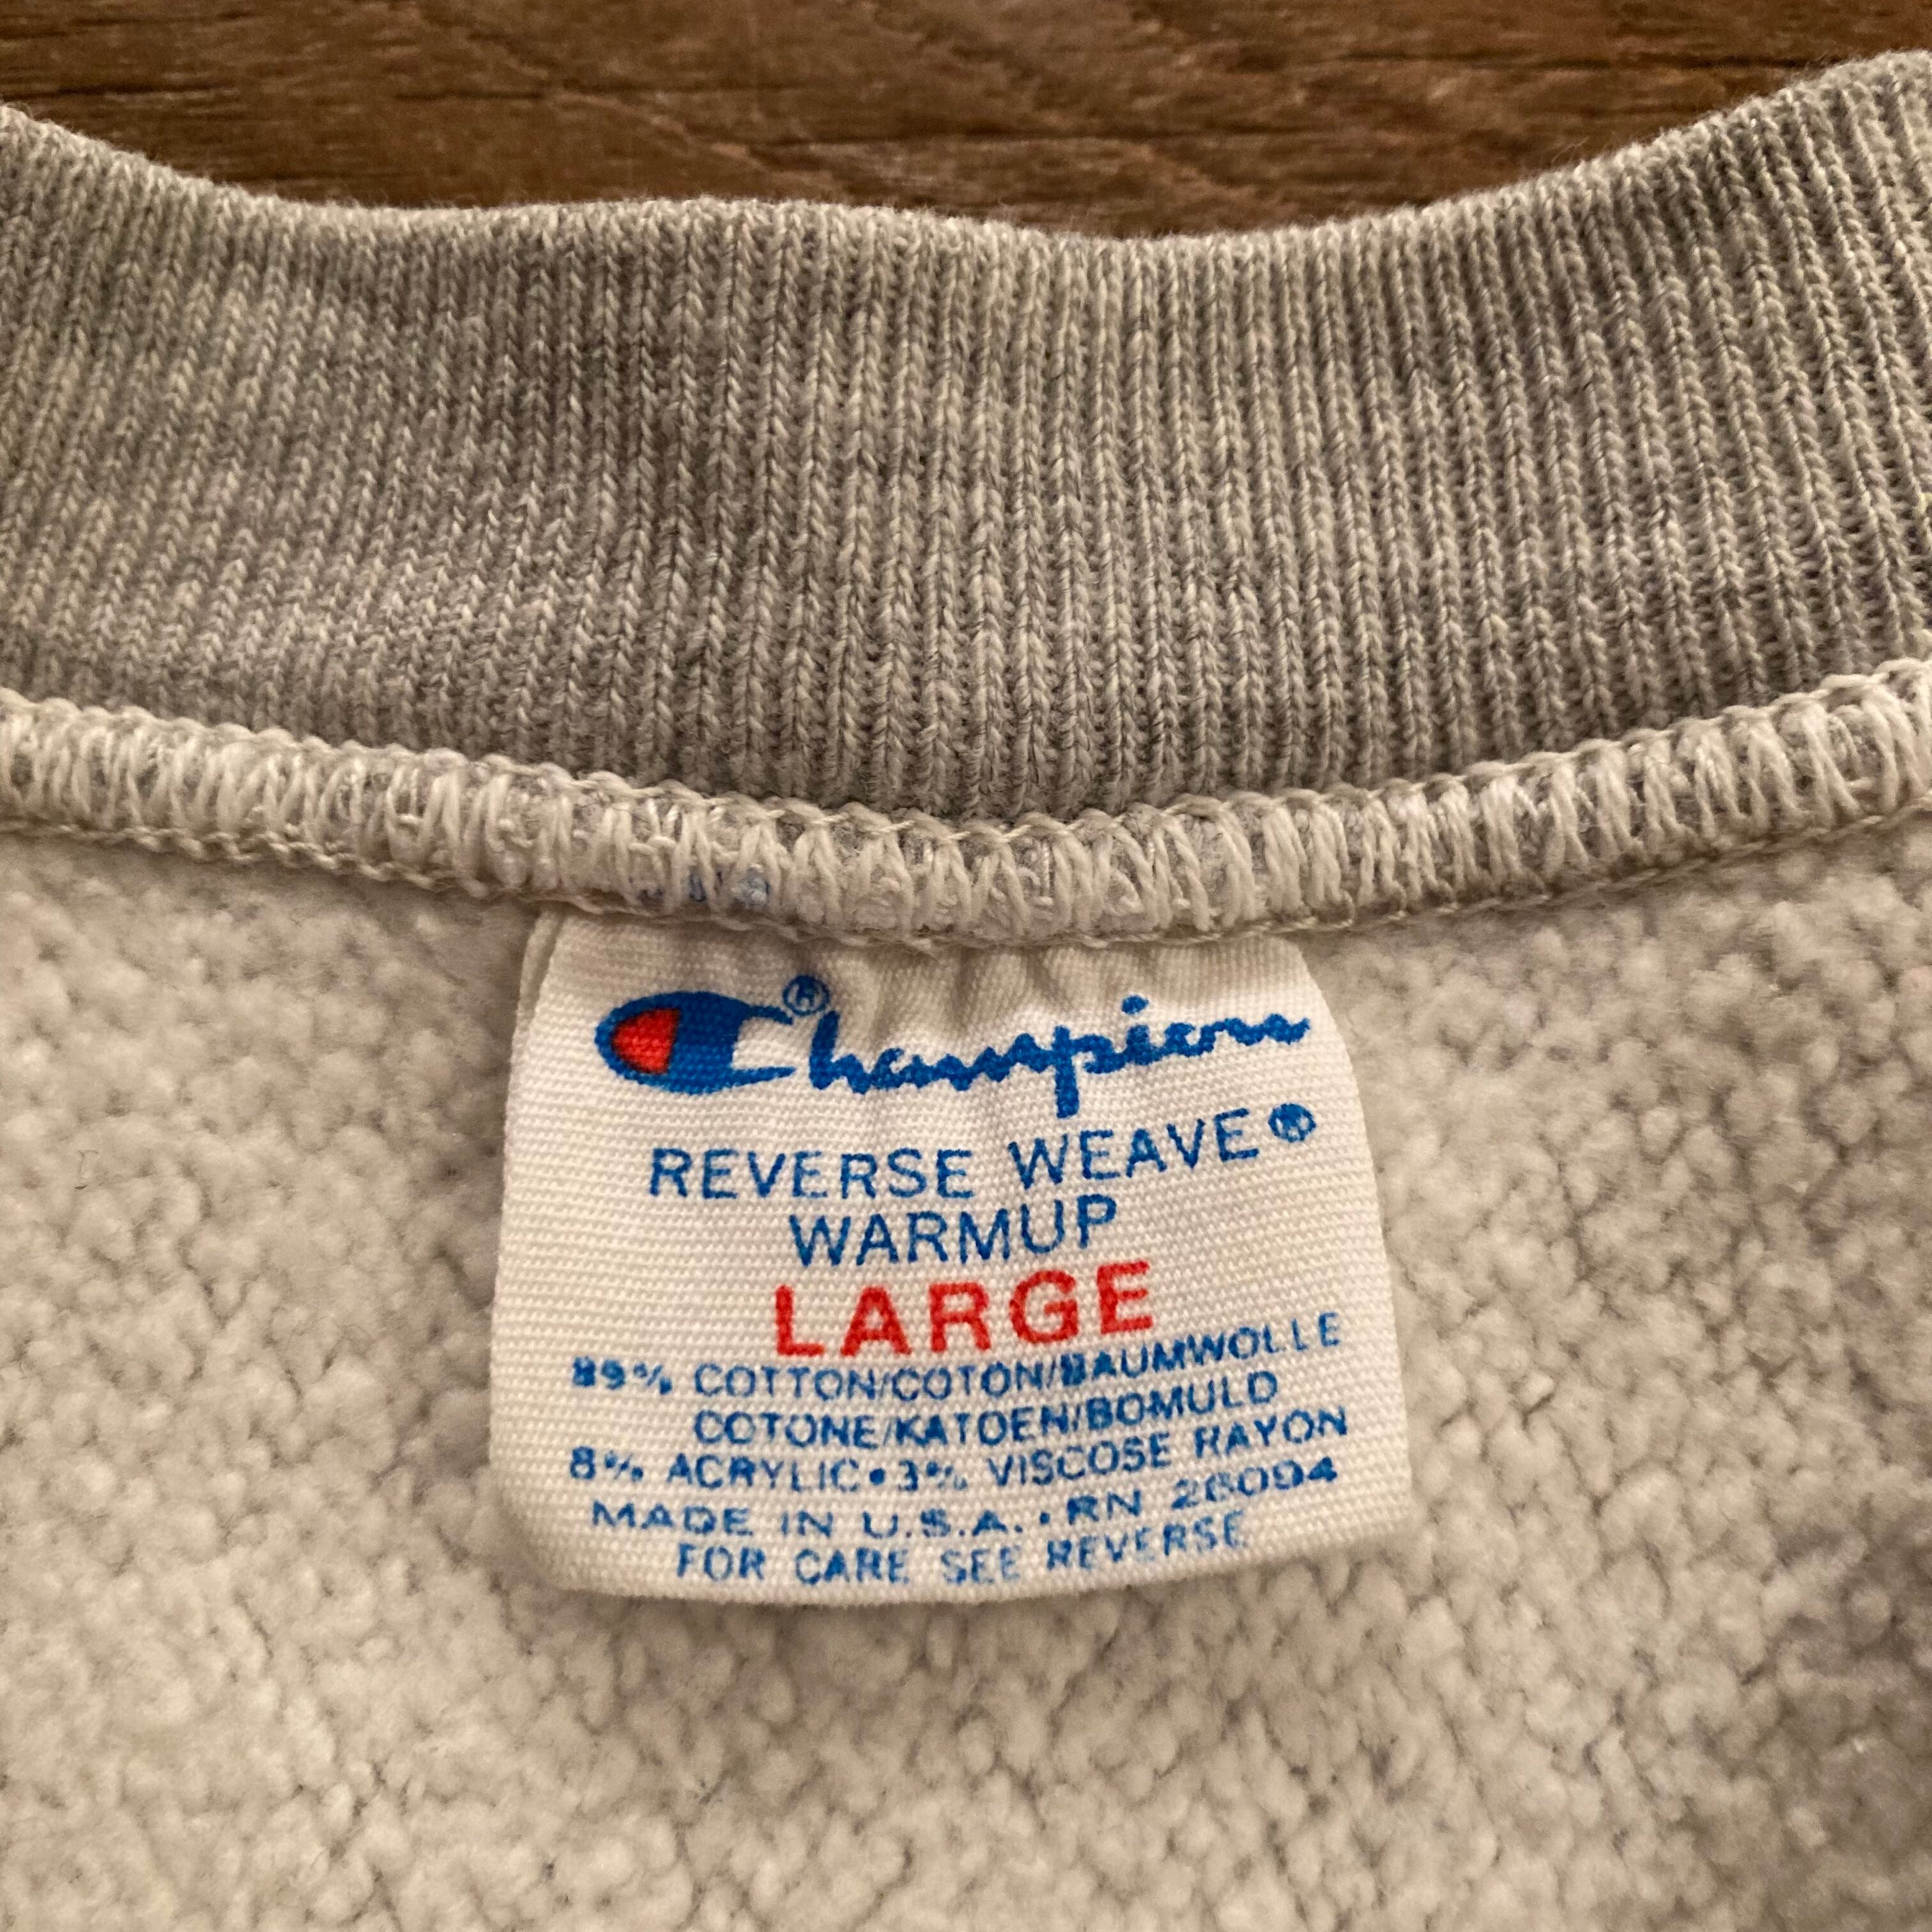 Champion®
REVERSE WEAVE®
WARMUP
LARGE
89% COTTON/COTON/BAUMWOLLE
COTONE/KATOEN/BOMULD
8% ACRYLIC•3% VISCOSE RAYON
MADE IN U.S.A.•RN 26094
FOR CARE SEE REVERSE